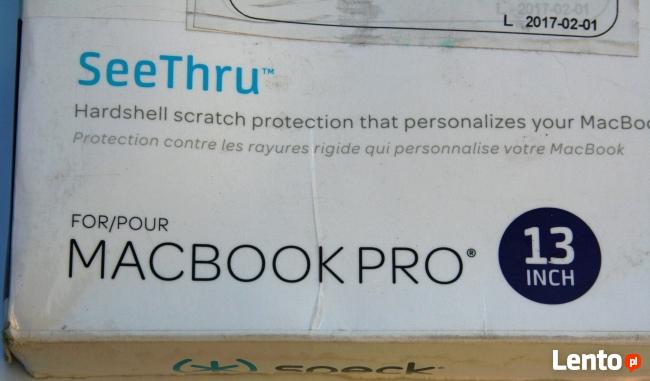 L 2017-02-01
L 2017-02-01
SeeThru™
Hardshell scratch protection that personalizes your MacBoo
Protection contre les rayures rigide qui personnalise votre MacBook
FOR/POUR
MACBOOK PRO®
13
INCH
(*) speck
Lento.pl